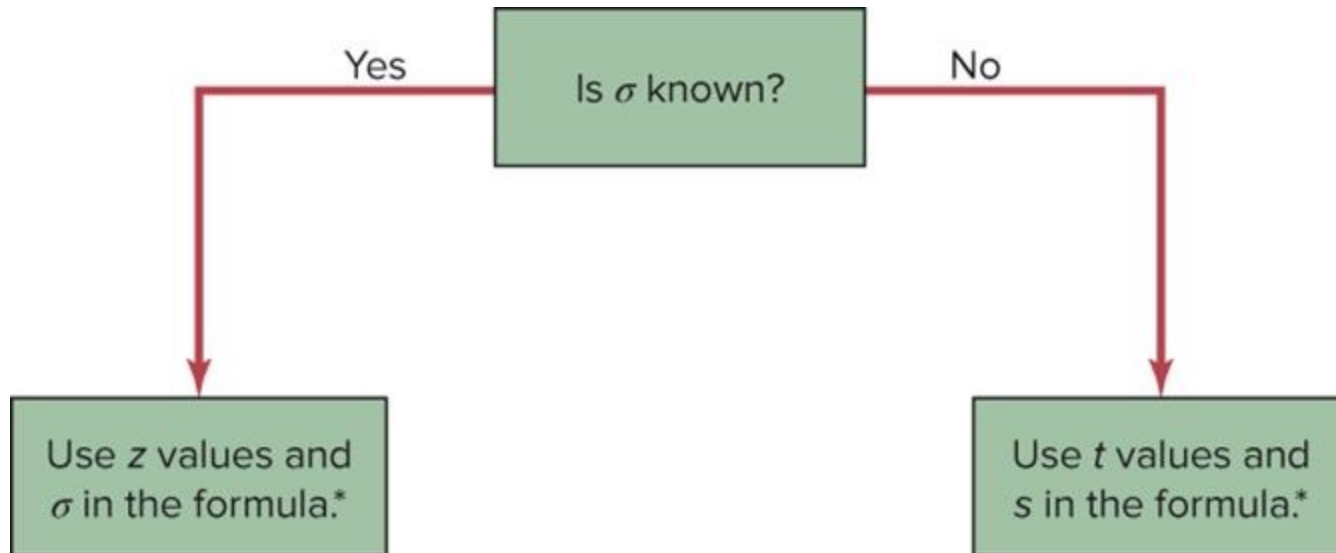 Is σ known?
Yes
No
Use z values and
σ in the formula.*
Use t values and
s in the formula.*